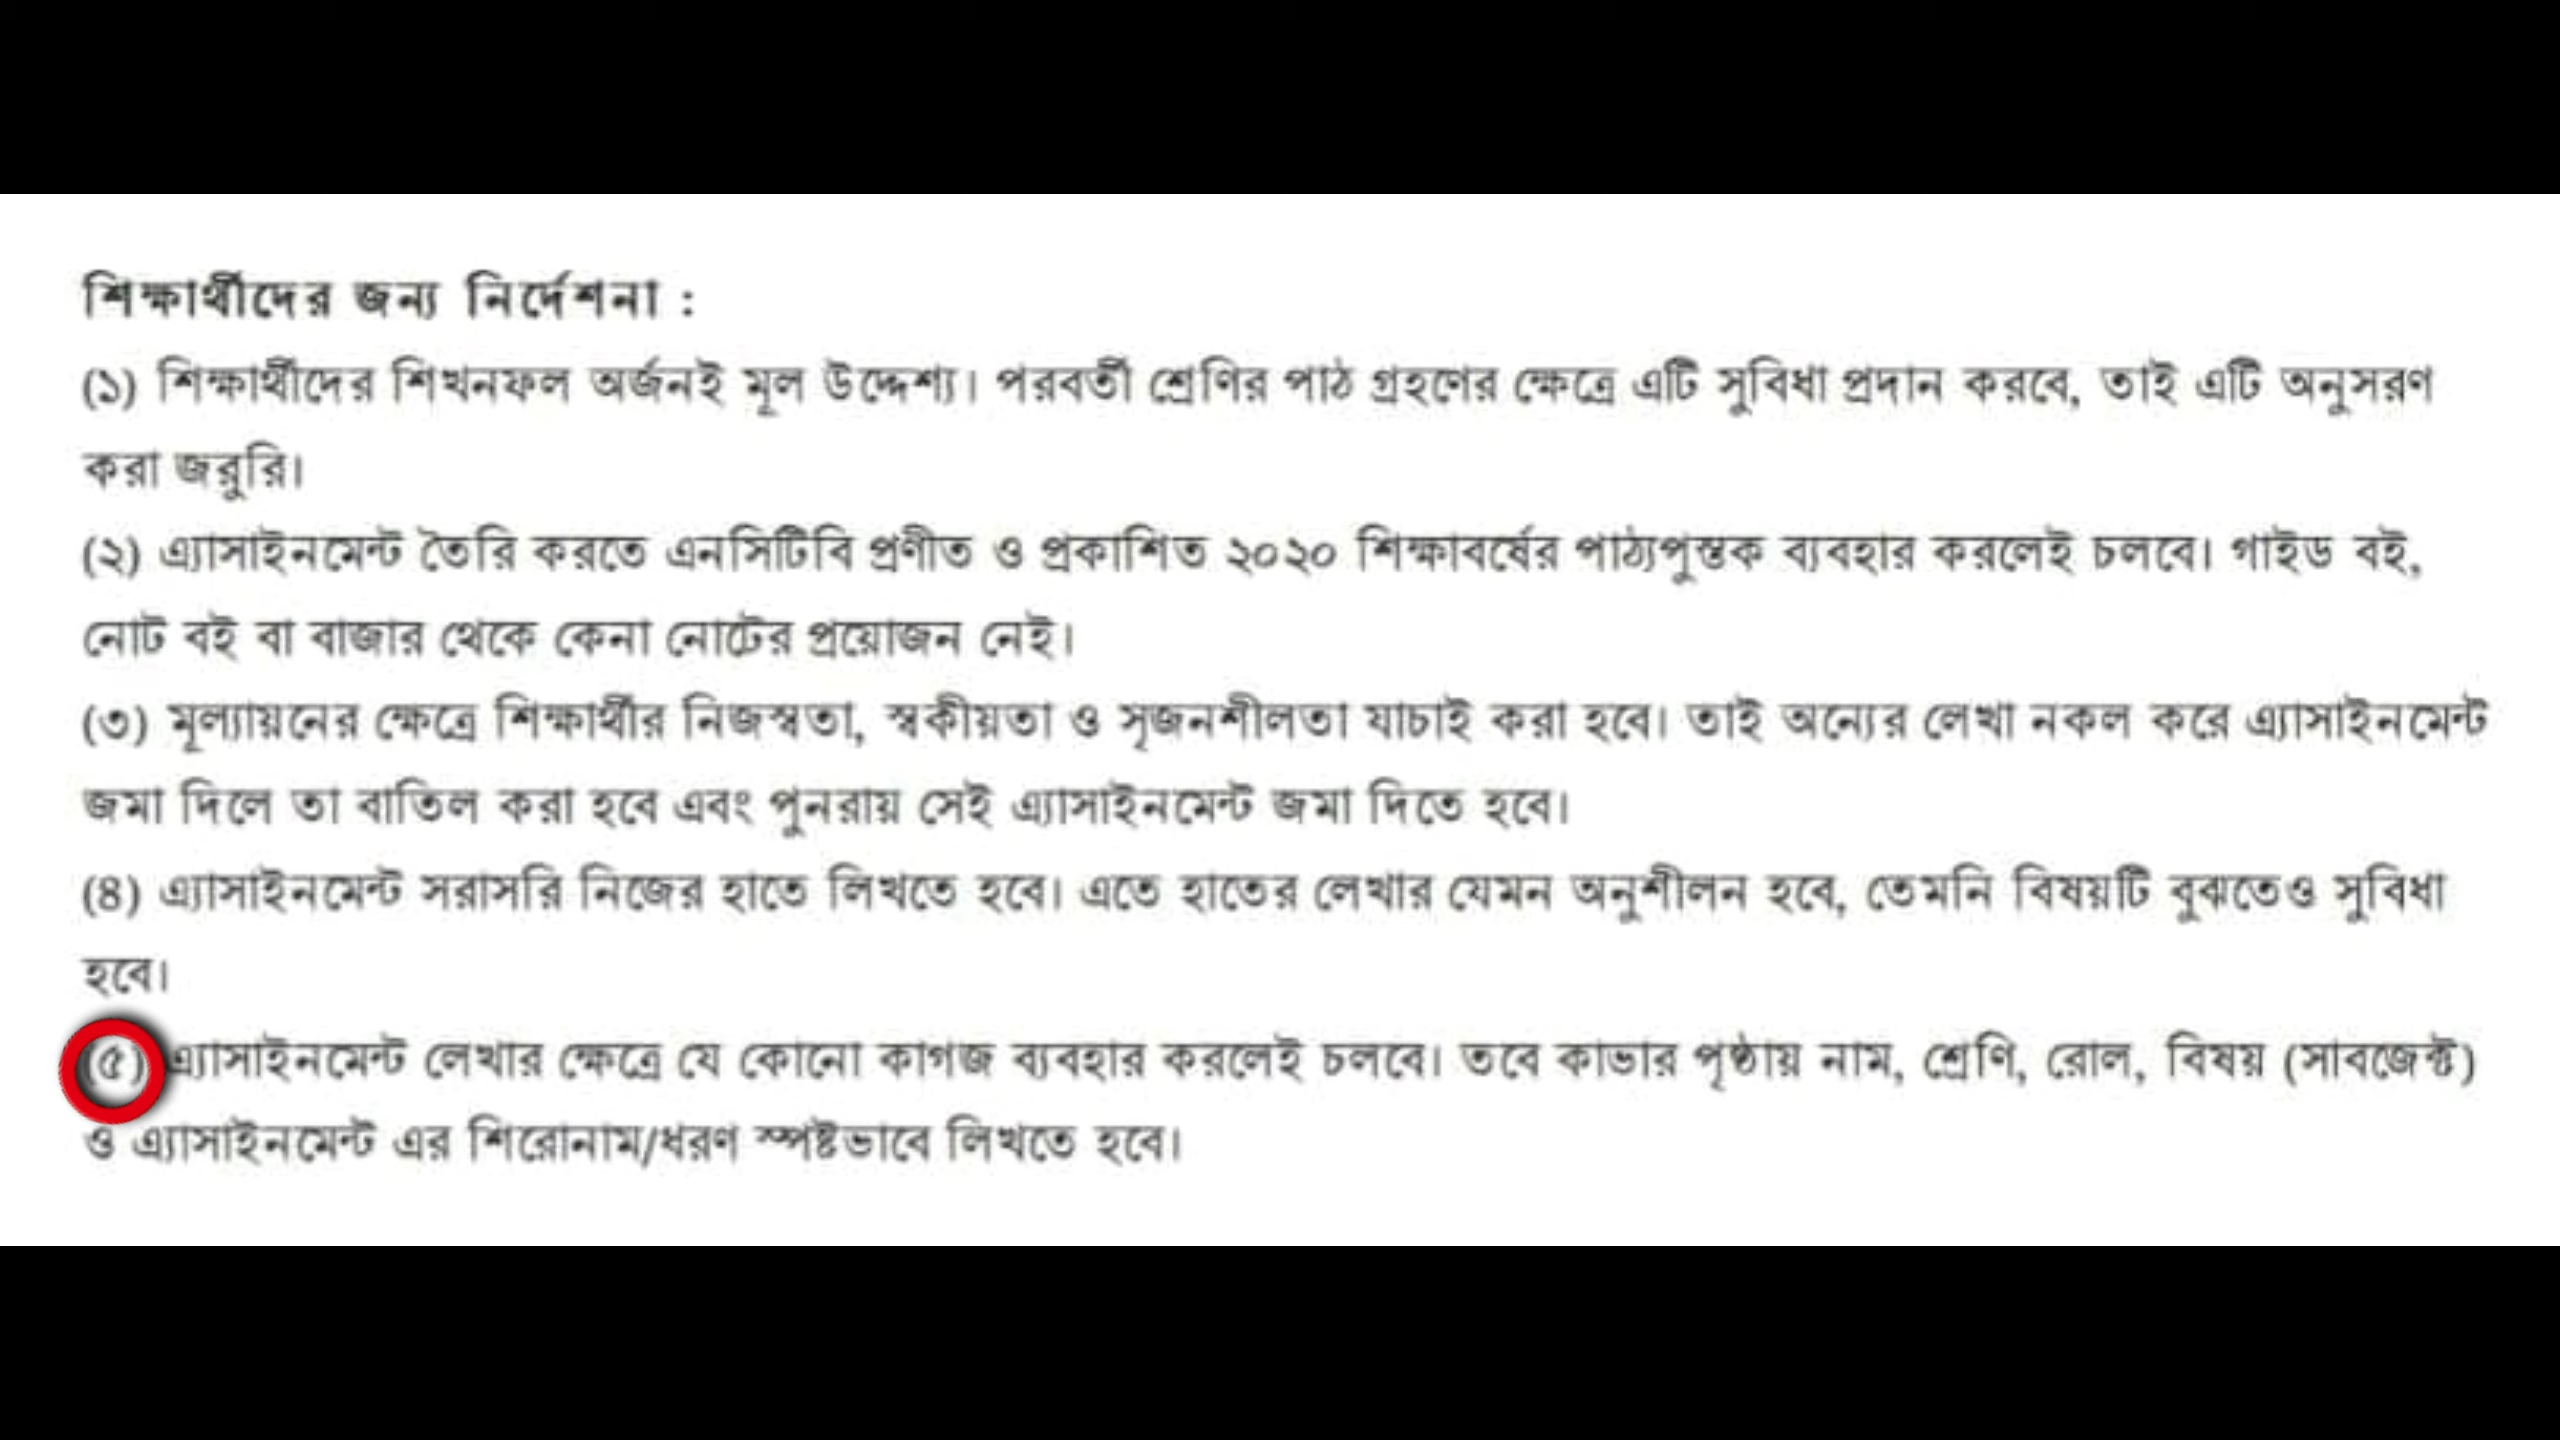 শিক্ষার্থীদের জন্য নির্দেশনা :
(১) শিক্ষার্থীদের শিখনফল অর্জনই মূল উদ্দেশ্য। পরবর্তী শ্রেণির পাঠ গ্রহণের ক্ষেত্রে এটি সুবিধা প্রদান করবে, তাই এটি অনুসরণ
করা জরুরি।
(২) এ্যাসাইনমেন্ট তৈরি করতে এনসিটিবি প্রণীত ও প্রকাশিত ২০২০ শিক্ষাবর্ষের পাঠ্যপুস্তক ব্যবহার করলেই চলবে। গাইড বই,
নোট বই বা বাজার থেকে কেনা নোটের প্রয়োজন নেই।
(৩) মূল্যায়নের ক্ষেত্রে শিক্ষার্থীর নিজস্বতা, স্বকীয়তা ও সৃজনশীলতা যাচাই করা হবে। তাই অন্যের লেখা নকল করে এ্যাসাইনমেন্ট
জমা দিলে তা বাতিল করা হবে এবং পুনরায় সেই এ্যাসাইনমেন্ট জমা দিতে হবে।
(৪) এ্যাসাইনমেন্ট সরাসরি নিজের হাতে লিখতে হবে। এতে হাতের লেখার যেমন অনুশীলন হবে, তেমনি বিষয়টি বুঝতেও সুবিধা
হবে।
(৫) এ্যাসাইনমেন্ট লেখার ক্ষেত্রে যে কোনো কাগজ ব্যবহার করলেই চলবে। তবে কাভার পৃষ্ঠায় নাম, শ্রেণি, রোল, বিষয় (সাবজেক্ট)
ও এ্যাসাইনমেন্ট এর শিরোনাম/ধরণ স্পষ্টভাবে লিখতে হবে।